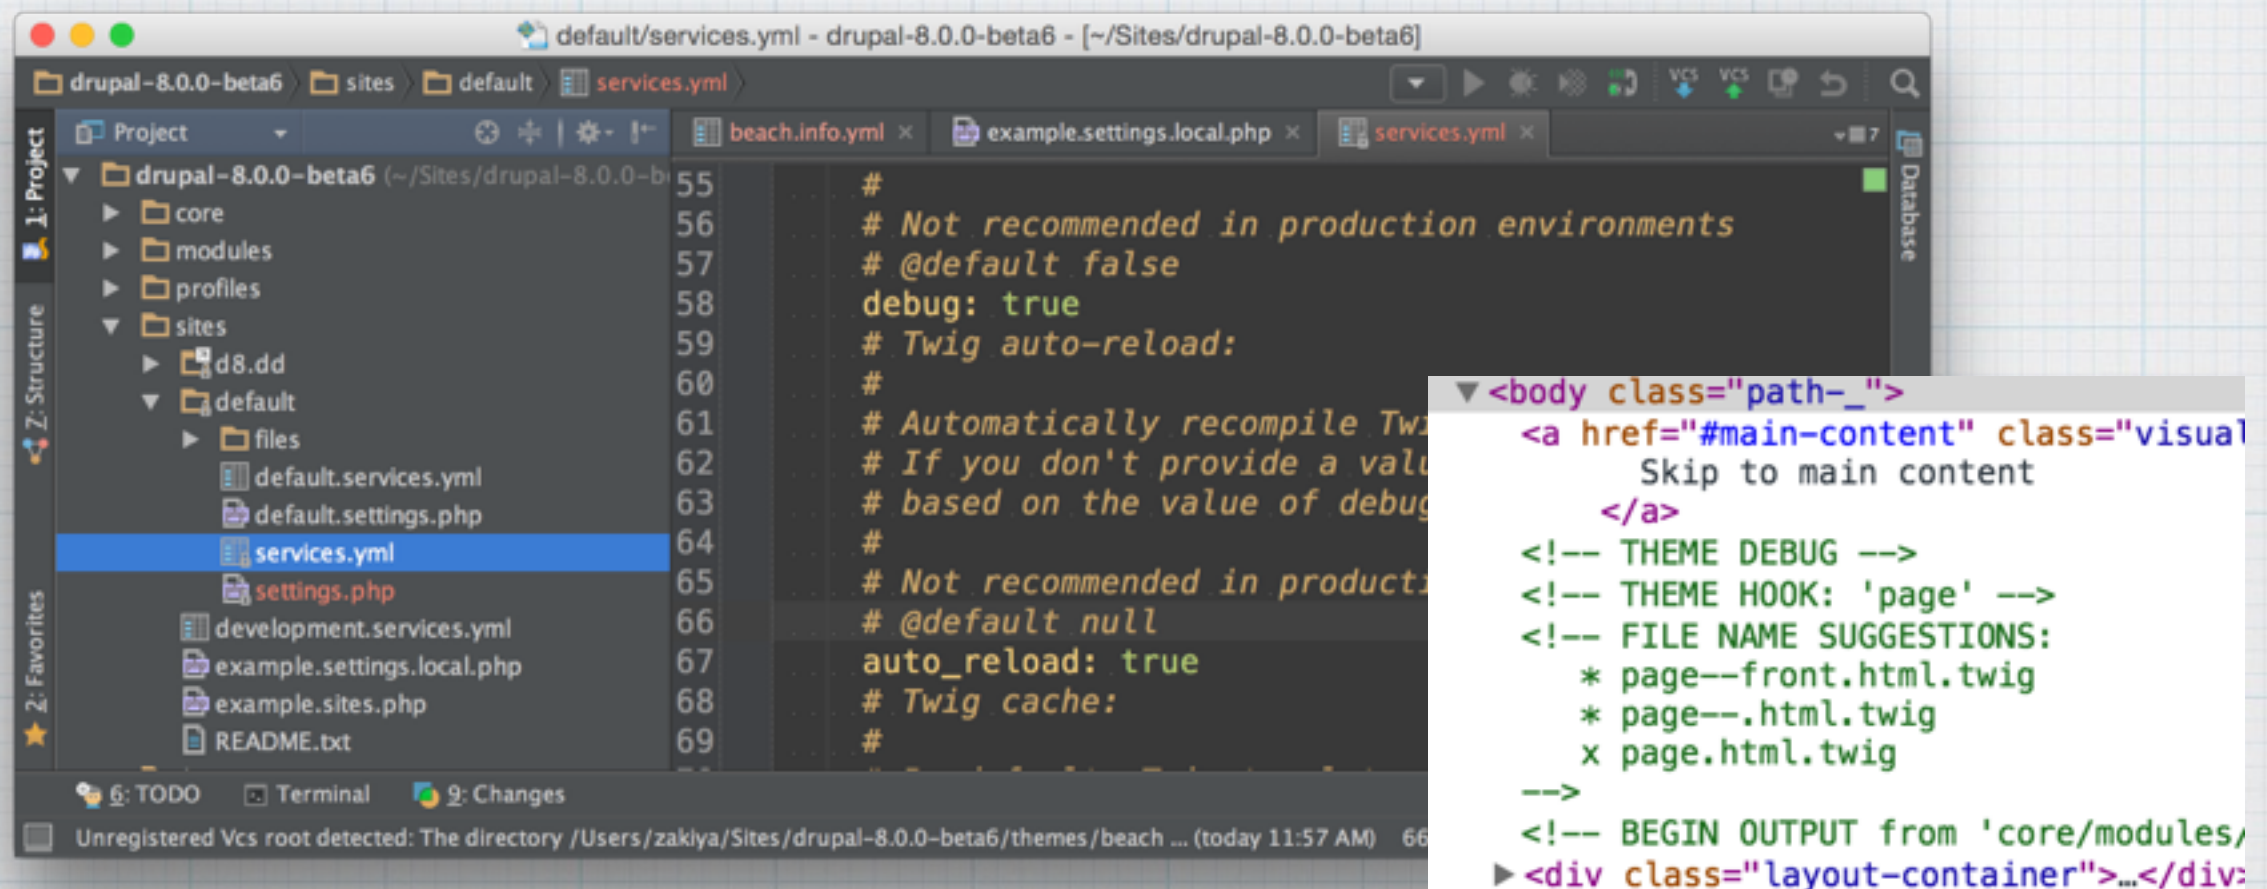 default/services.yml - drupal-8.0.0-beta6 - [~/Sites/drupal-8.0.0-beta6]
drupal-8.0.0-beta6 sites default services.yml
VCS VCS
1: Project
Z: Structure
2: Favorites
Project
drupal-8.0.0-beta6 (~/Sites/drupal-8.0.0-b
core
modules
profiles
sites
d8.dd
default
files
default.services.yml
default.settings.php
services.yml
settings.php
development.services.yml
example.settings.local.php
example.sites.php
README.txt
beach.info.yml × example.settings.local.php × services.yml ×
7
Database
55 #
56 # Not recommended in production environments
57 # @default false
58 debug: true
59 # Twig auto-reload:
60 #
61 # Automatically recompile Twi
62 # If you don't provide a valu
63 # based on the value of debug
64 #
65 # Not recommended in producti
66 # @default null
67 auto_reload: true
68 # Twig cache:
69 #
6: TODO Terminal 9: Changes
Unregistered Vcs root detected: The directory /Users/zakiya/Sites/drupal-8.0.0-beta6/themes/beach ... (today 11:57 AM) 66
<body class="path-_">
<a href="#main-content" class="visual
Skip to main content
</a>
<!-- THEME DEBUG -->
<!-- THEME HOOK: 'page' -->
<!-- FILE NAME SUGGESTIONS:
* page--front.html.twig
* page--.html.twig
x page.html.twig
-->
<!-- BEGIN OUTPUT from 'core/modules/
<div class="layout-container">…</div>